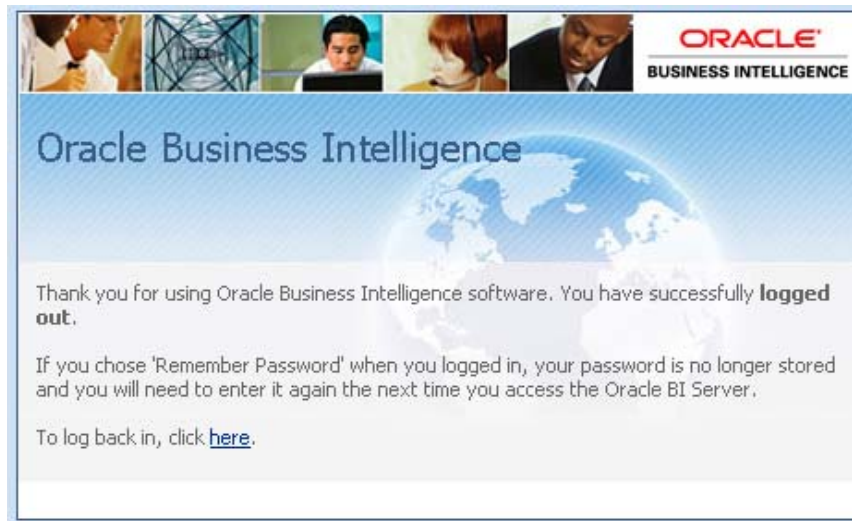 ORACLE'
BUSINESS INTELLIGENCE
Oracle Business Intelligence
Thank you for using Oracle Business Intelligence software. You have successfully logged
out.
If you chose 'Remember Password' when you logged in, your password is no longer stored
and you will need to enter it again the next time you access the Oracle BI Server.
To log back in, click here.